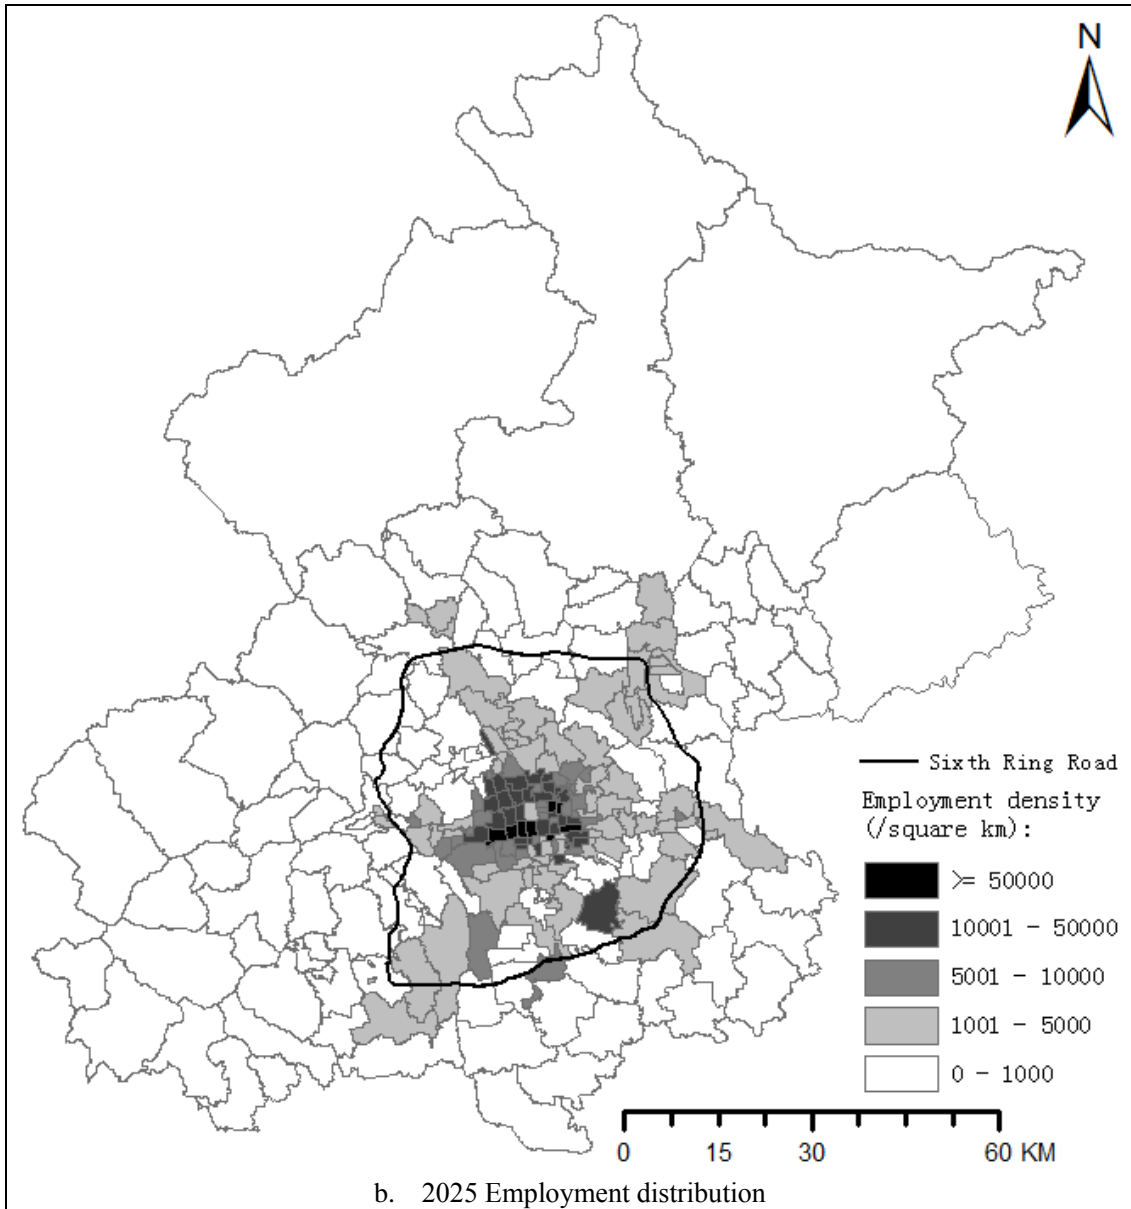 N
Sixth Ring Road
Employment density
(/square km):
>= 50000
10001 - 50000
5001 - 10000
1001 - 5000
0 - 1000
0 15 30 60 KM
b. 2025 Employment distribution